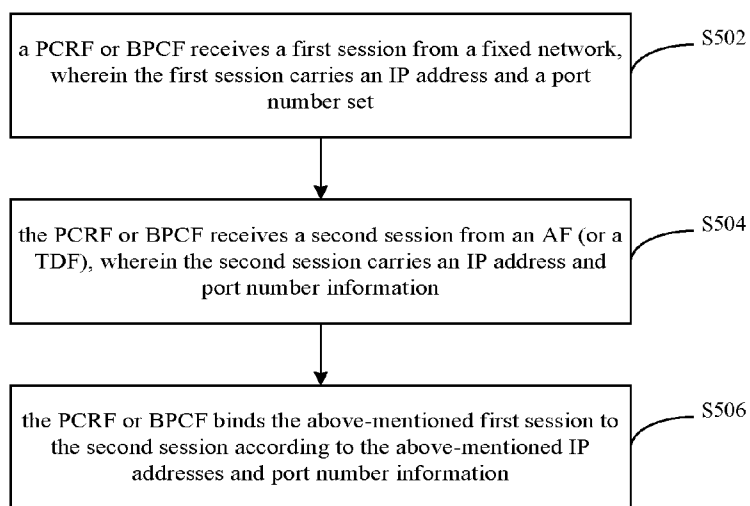 a PCRF or BPCF receives a first session from a fixed network,
wherein the first session carries an IP address and a port
number set
S502
the PCRF or BPCF receives a second session from an AF (or a
TDF), wherein the second session carries an IP address and
port number information
S504
the PCRF or BPCF binds the above-mentioned first session to
the second session according to the above-mentioned IP
addresses and port number information
S506